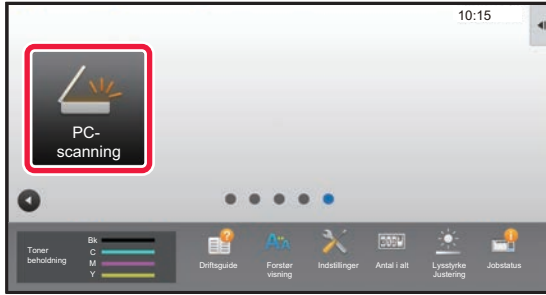 10:15
PC-
scanning
Toner
beholdning
Bk
C
M
Y
Driftsguide
Forstør
visning
Indstillinger
Antal i alt
Lysstyrke
Justering
Jobstatus